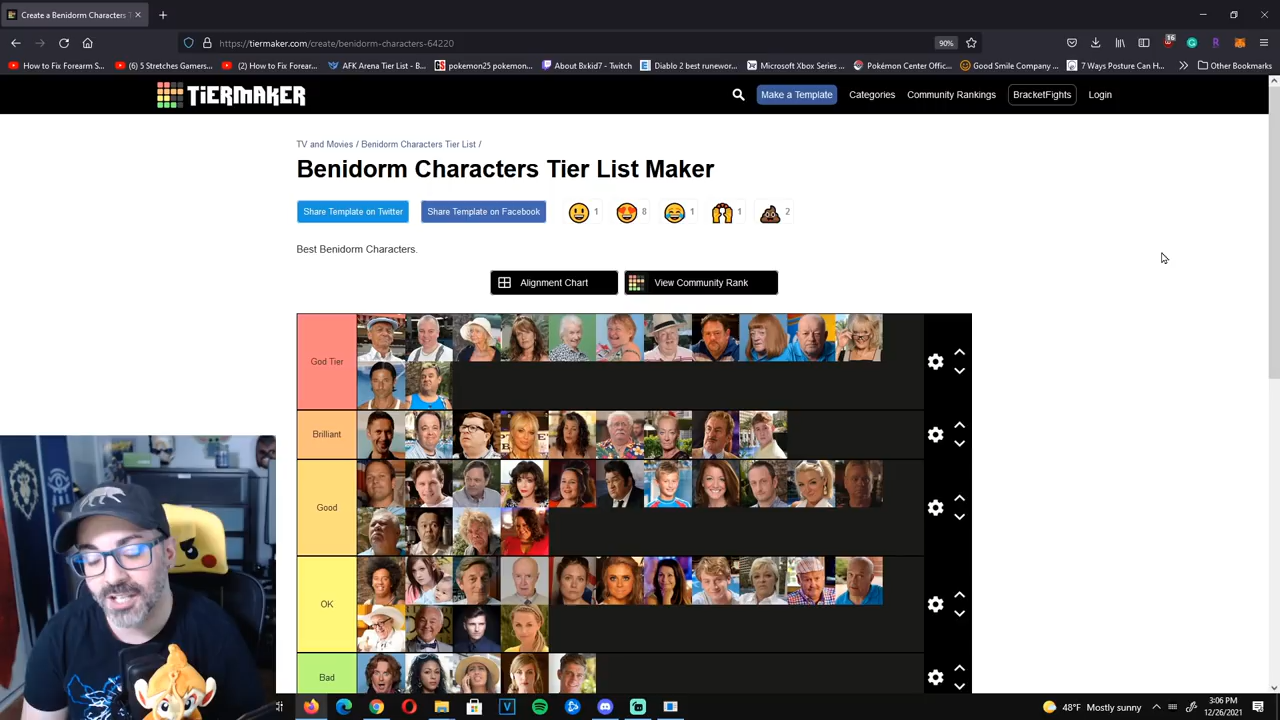 Create a Benidorm Characters T
https://tiermaker.com/create/benidorm-characters-64220
90%
16
How to Fix Forearm S...
(6) 5 Stretches Gamers...
(2) How to Fix Forear...
AFK Arena Tier List - B...
pokemon25 pokemon...
About Bxkid7 - Twitch
Diablo 2 best runewor...
Microsoft Xbox Series ...
Pokémon Center Offic...
Good Smile Company ...
7 Ways Posture Can H...
Other Bookmarks
TiERMAKER
Make a Template
Categories
Community Rankings
BracketFights
Login
TV and Movies / Benidorm Characters Tier List /
Benidorm Characters Tier List Maker
Share Template on Twitter
Share Template on Facebook
1
8
1
1
2
Best Benidorm Characters.
Alignment Chart
View Community Rank
God Tier
Brilliant
Good
OK
Bad
48°F Mostly sunny
3:06 PM
12/26/2021